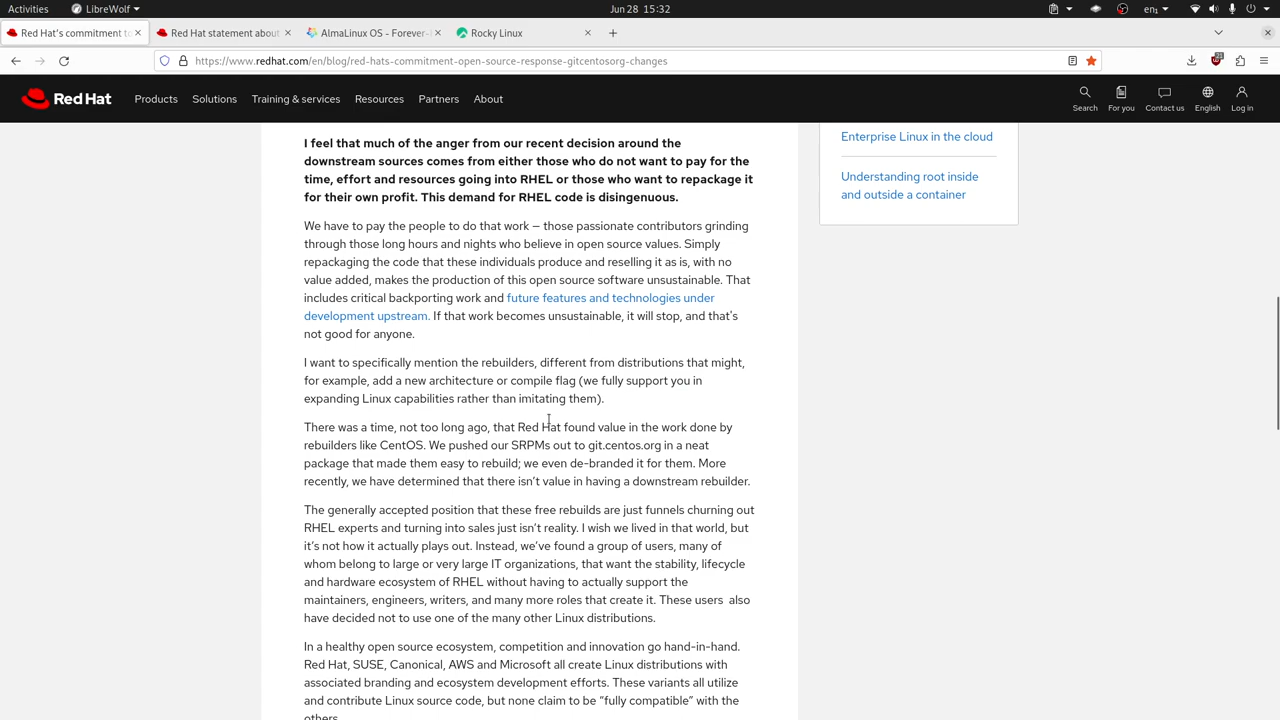 Activities
LibreWolf
Jun 28 15:32
en₁
Red Hat's commitment to
Red Hat statement about
AlmaLinux OS - Forever-
Rocky Linux
https://www.redhat.com/en/blog/red-hats-commitment-open-source-response-gitcentosorg-changes
21
Red Hat
Products
Solutions
Training & services
Resources
Partners
About
Search
For you
Contact us
English
Log in
I feel that much of the anger from our recent decision around the
downstream sources comes from either those who do not want to pay for the
time, effort and resources going into RHEL or those who want to repackage it
for their own profit. This demand for RHEL code is disingenuous.
We have to pay the people to do that work — those passionate contributors grinding
through those long hours and nights who believe in open source values. Simply
repackaging the code that these individuals produce and reselling it as is, with no
value added, makes the production of this open source software unsustainable. That
includes critical backporting work and future features and technologies under
development upstream. If that work becomes unsustainable, it will stop, and that's
not good for anyone.
I want to specifically mention the rebuilders, different from distributions that might,
for example, add a new architecture or compile flag (we fully support you in
expanding Linux capabilities rather than imitating them).
There was a time, not too long ago, that Red Hat found value in the work done by
rebuilders like CentOS. We pushed our SRPMs out to git.centos.org in a neat
package that made them easy to rebuild; we even de-branded it for them. More
recently, we have determined that there isn't value in having a downstream rebuilder.
The generally accepted position that these free rebuilds are just funnels churning out
RHEL experts and turning into sales just isn't reality. I wish we lived in that world, but
it's not how it actually plays out. Instead, we've found a group of users, many of
whom belong to large or very large IT organizations, that want the stability, lifecycle
and hardware ecosystem of RHEL without having to actually support the
maintainers, engineers, writers, and many more roles that create it. These users  also
have decided not to use one of the many other Linux distributions.
In a healthy open source ecosystem, competition and innovation go hand-in-hand.
Red Hat, SUSE, Canonical, AWS and Microsoft all create Linux distributions with
associated branding and ecosystem development efforts. These variants all utilize
and contribute Linux source code, but none claim to be "fully compatible" with the
others.
Enterprise Linux in the cloud
Understanding root inside
and outside a container